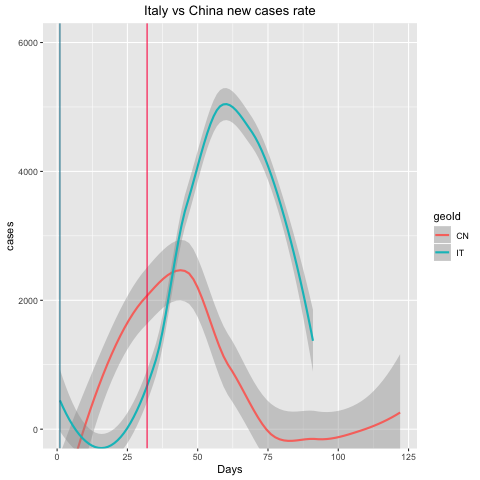 Italy vs China new cases rate
6000
4000
2000
0
cases
0 25 50 75 100 125
Days
geoId
CN
IT